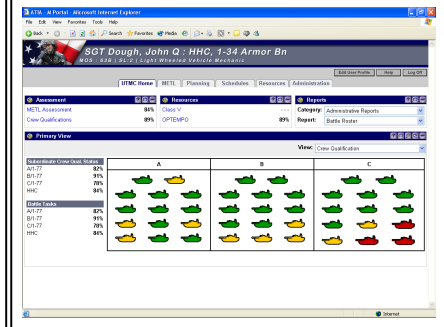 ATIA - AI Portal - Microsoft Internet Explorer
File Edit View Favorites Tools Help
Back Search Favorites Media
SGT Dough, John Q : HHC, 1-34 Armor Bn
MOS : 63B | SL:2 | Light Wheeled Vehicle Mechanic
Edit User Profile Help Log Off
UTMC Home METL Planning Schedules Resources Administration
Assessment
METL Assessment 84%
Crew Qualifications 89%
Resources
Class V ---
OPTEMPO 89%
Reports
Category: Administrative Reports
Report: Battle Roster
Primary View
View: Crew Qualification
Subordinate Crew Qual. Status
A/1-77 82%
B/1-77 91%
C/1-77 78%
HHC 84%
Battle Tasks
A/1-77 82%
B/1-77 91%
C/1-77 78%
HHC 84%
A B C
Internet